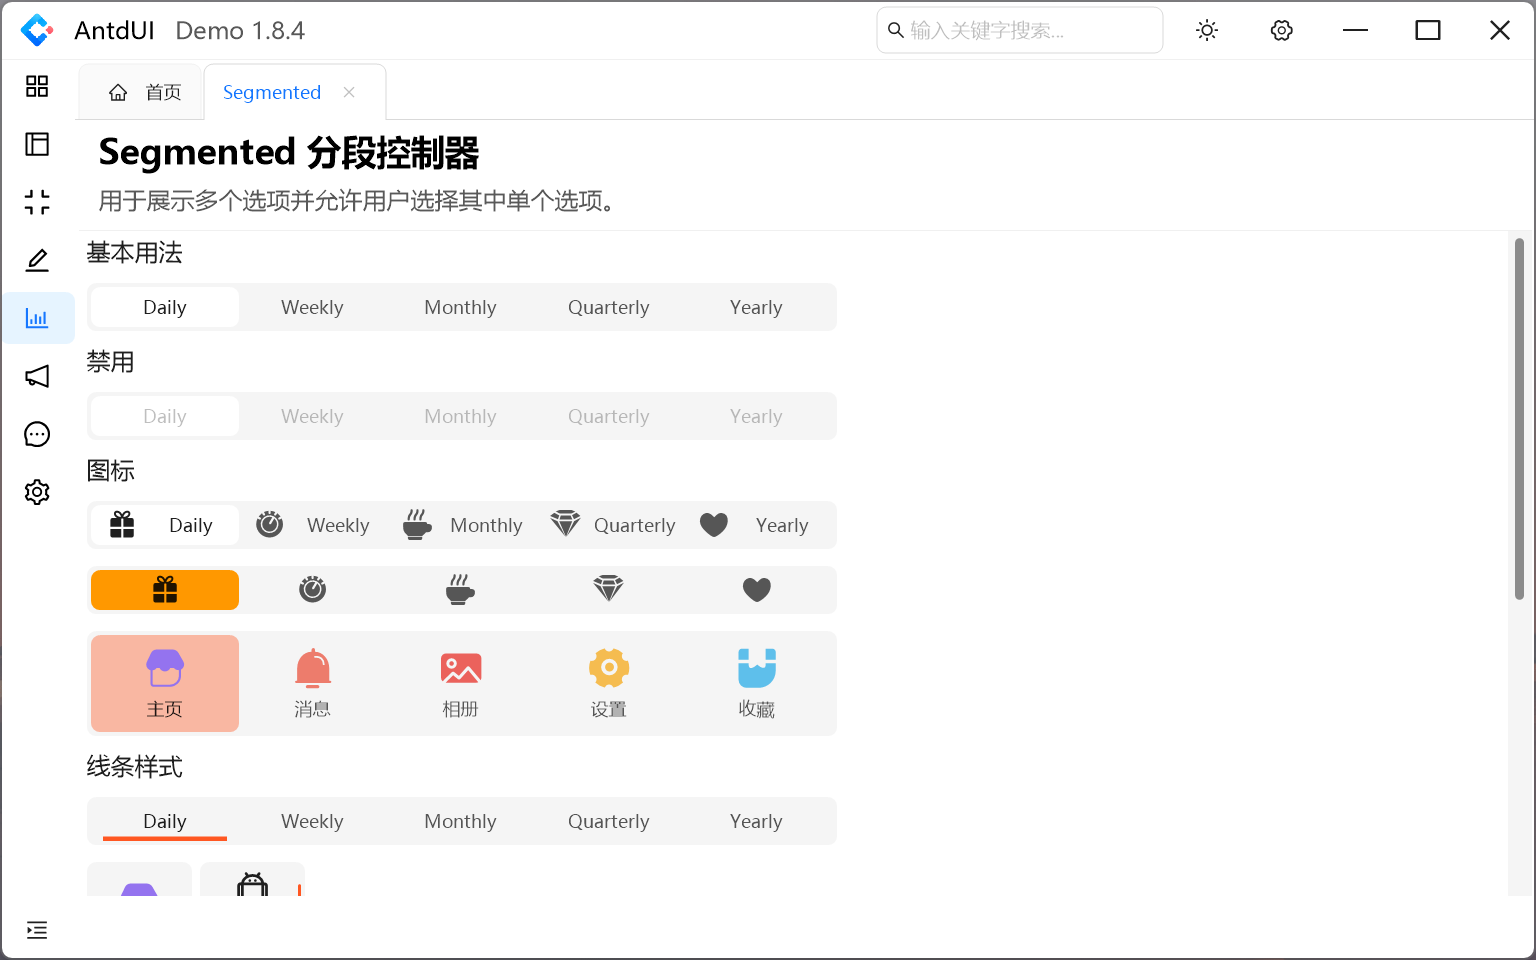 AntdUI Demo 1.8.4 输入关键字搜索...
首页 Segmented
Segmented 分段控制器
用于展示多个选项并允许用户选择其中单个选项。
基本用法
Daily Weekly Monthly Quarterly Yearly
禁用
Daily Weekly Monthly Quarterly Yearly
图标
Daily Weekly Monthly Quarterly Yearly
主页 消息 相册 设置 收藏
线条样式
Daily Weekly Monthly Quarterly Yearly